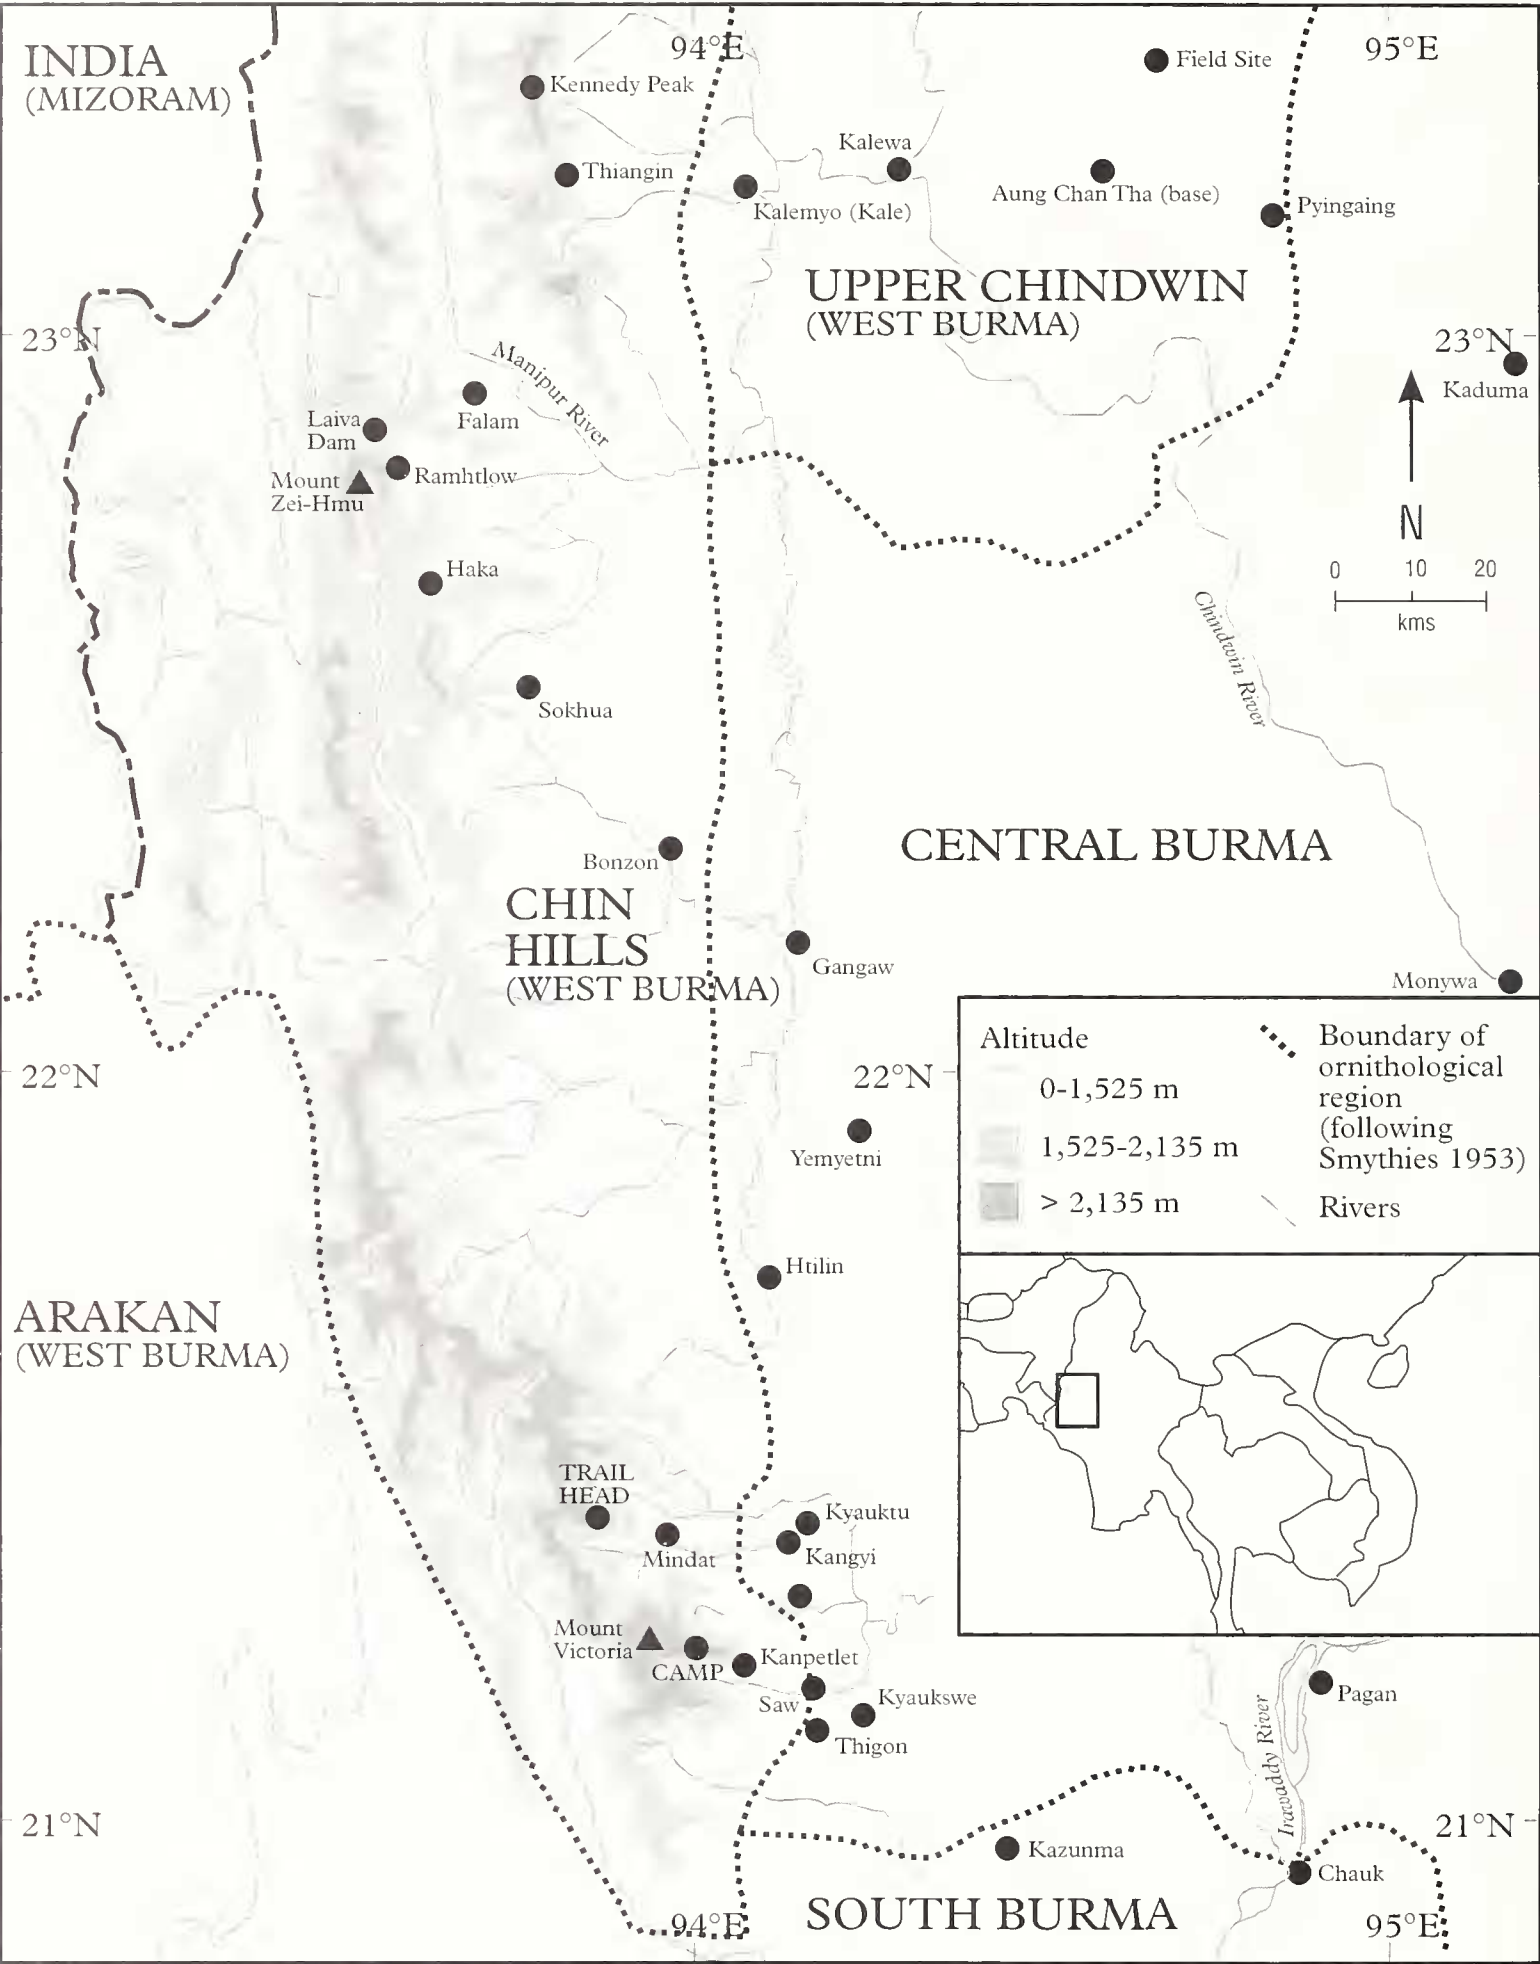 INDIA
(MIZORAM)
94°E
95°E
Field Site
Kennedy Peak
Kalewa
Thiangin
Kalemyo (Kale)
Aung Chan Tha (base)
Pyingaing
UPPER CHINDWIN
(WEST BURMA)
23°N
23°N
Manipur River
Kaduma
Falam
Laiva
Dam
Ramhtlow
Mount
Zei-Hmu
N
0 10 20
kms
Haka
Chindwin River
Sokhua
CENTRAL BURMA
Bonzon
CHIN
HILLS
(WEST BURMA)
Gangaw
Monywa
22°N
22°N
Altitude
0-1,525 m
1,525-2,135 m
> 2,135 m
Boundary of
ornithological
region
(following
Smythies 1953)
Rivers
Yemyetni
Htilin
ARAKAN
(WEST BURMA)
TRAIL
HEAD
Kyauktu
Mindat
Kangyi
Mount
Victoria
CAMP
Kanpetlet
Saw
Kyaukswe
Thigon
Pagan
Irawaddy River
21°N
21°N
Kazunma
Chauk
SOUTH BURMA
94°E
95°E